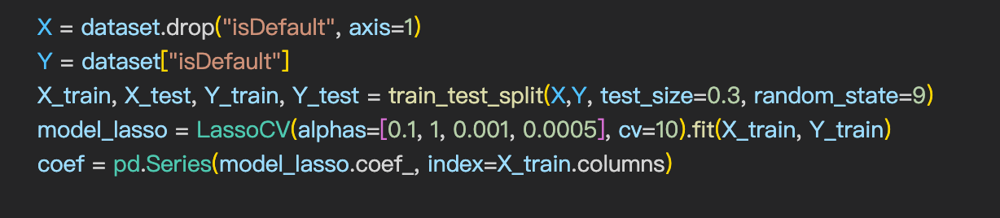 X = dataset.drop("isDefault", axis=1)
Y = dataset["isDefault"]
X_train, X_test, Y_train, Y_test = train_test_split(X,Y, test_size=0.3, random_state=9)
model_lasso = LassoCV(alphas=[0.1, 1, 0.001, 0.0005], cv=10).fit(X_train, Y_train)
coef = pd.Series(model_lasso.coef_, index=X_train.columns)